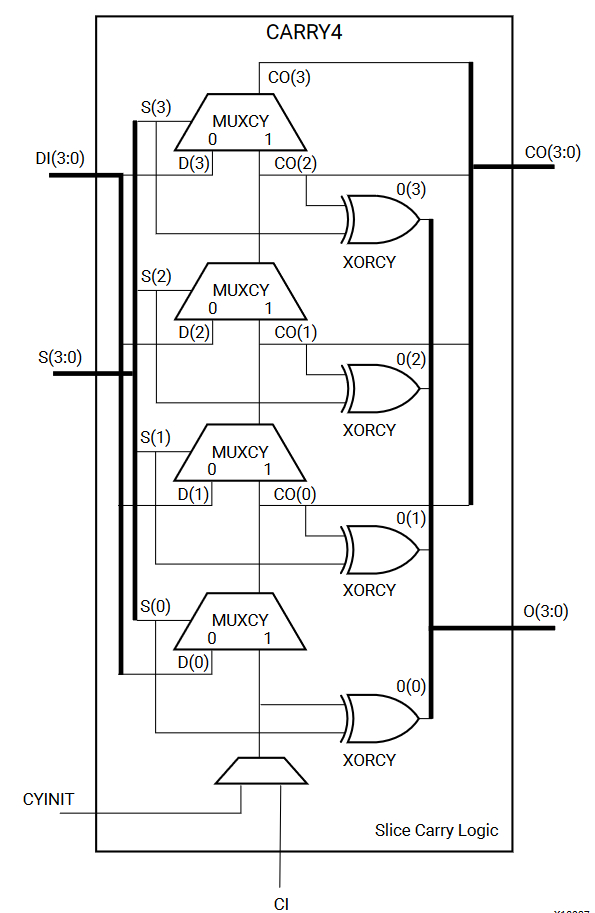 CARRY4
CO(3)
S(3)
MUXCY
0 1
DI(3:0)
D(3)
CO(2)
CO(3:0)
0(3)
XORCY
S(2)
MUXCY
0 1
D(2)
CO(1)
S(3:0)
0(2)
XORCY
S(1)
MUXCY
0 1
D(1)
CO(0)
0(1)
XORCY
S(0)
MUXCY
0 1
O(3:0)
D(0)
0(0)
XORCY
CYINIT
Slice Carry Logic
CI